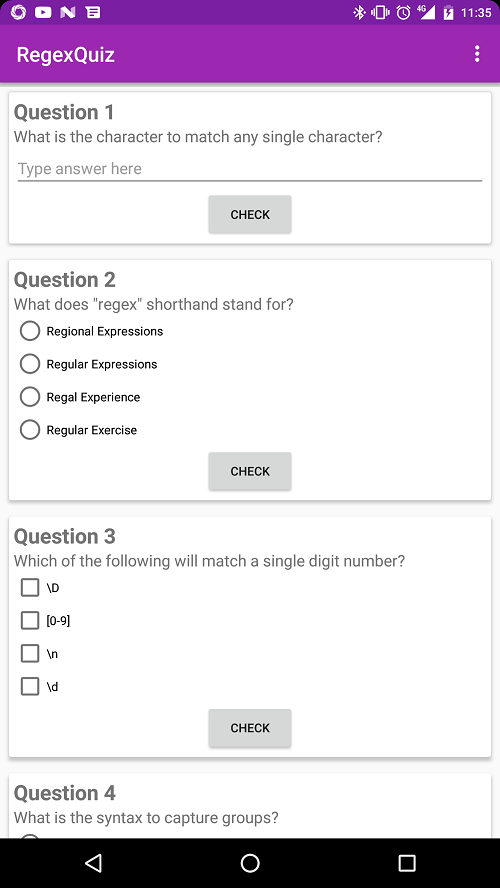 4G 11:35
RegexQuiz
Question 1
What is the character to match any single character?
Type answer here
CHECK
Question 2
What does "regex" shorthand stand for?
Regional Expressions
Regular Expressions
Regal Experience
Regular Exercise
CHECK
Question 3
Which of the following will match a single digit number?
\D
[0-9]
\n
\d
CHECK
Question 4
What is the syntax to capture groups?